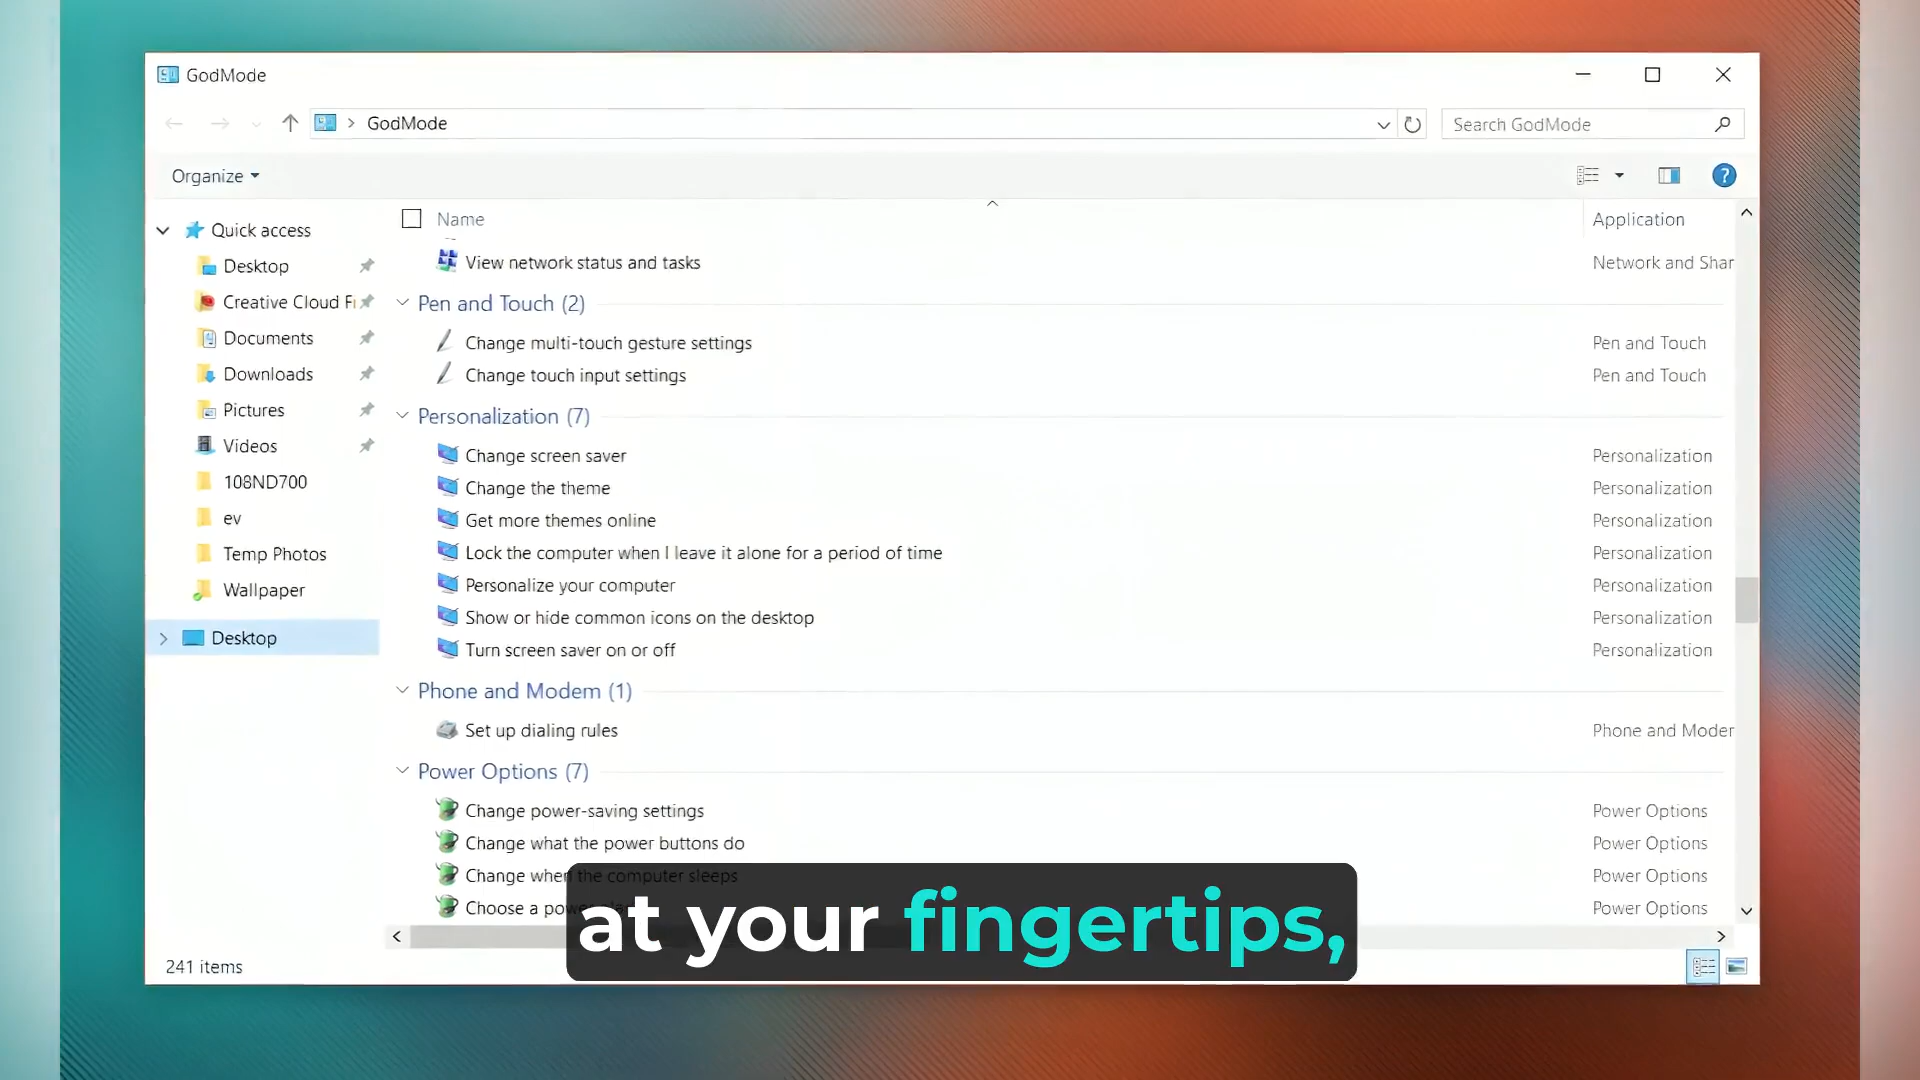 GodMode
GodMode
Search GodMode
Organize
Name
Application
Quick access
Desktop
Creative Cloud Fi
Documents
Downloads
Pictures
Videos
108ND700
ev
Temp Photos
Wallpaper
Desktop
View network status and tasks Network and Shar
Pen and Touch (2)
Change multi-touch gesture settings Pen and Touch
Change touch input settings Pen and Touch
Personalization (7)
Change screen saver Personalization
Change the theme Personalization
Get more themes online Personalization
Lock the computer when I leave it alone for a period of time Personalization
Personalize your computer Personalization
Show or hide common icons on the desktop Personalization
Turn screen saver on or off Personalization
Phone and Modem (1)
Set up dialing rules Phone and Moder
Power Options (7)
Change power-saving settings Power Options
Change what the power buttons do Power Options
Change when the computer sleeps Power Options
Choose a power Power Options
at your fingertips,
241 items